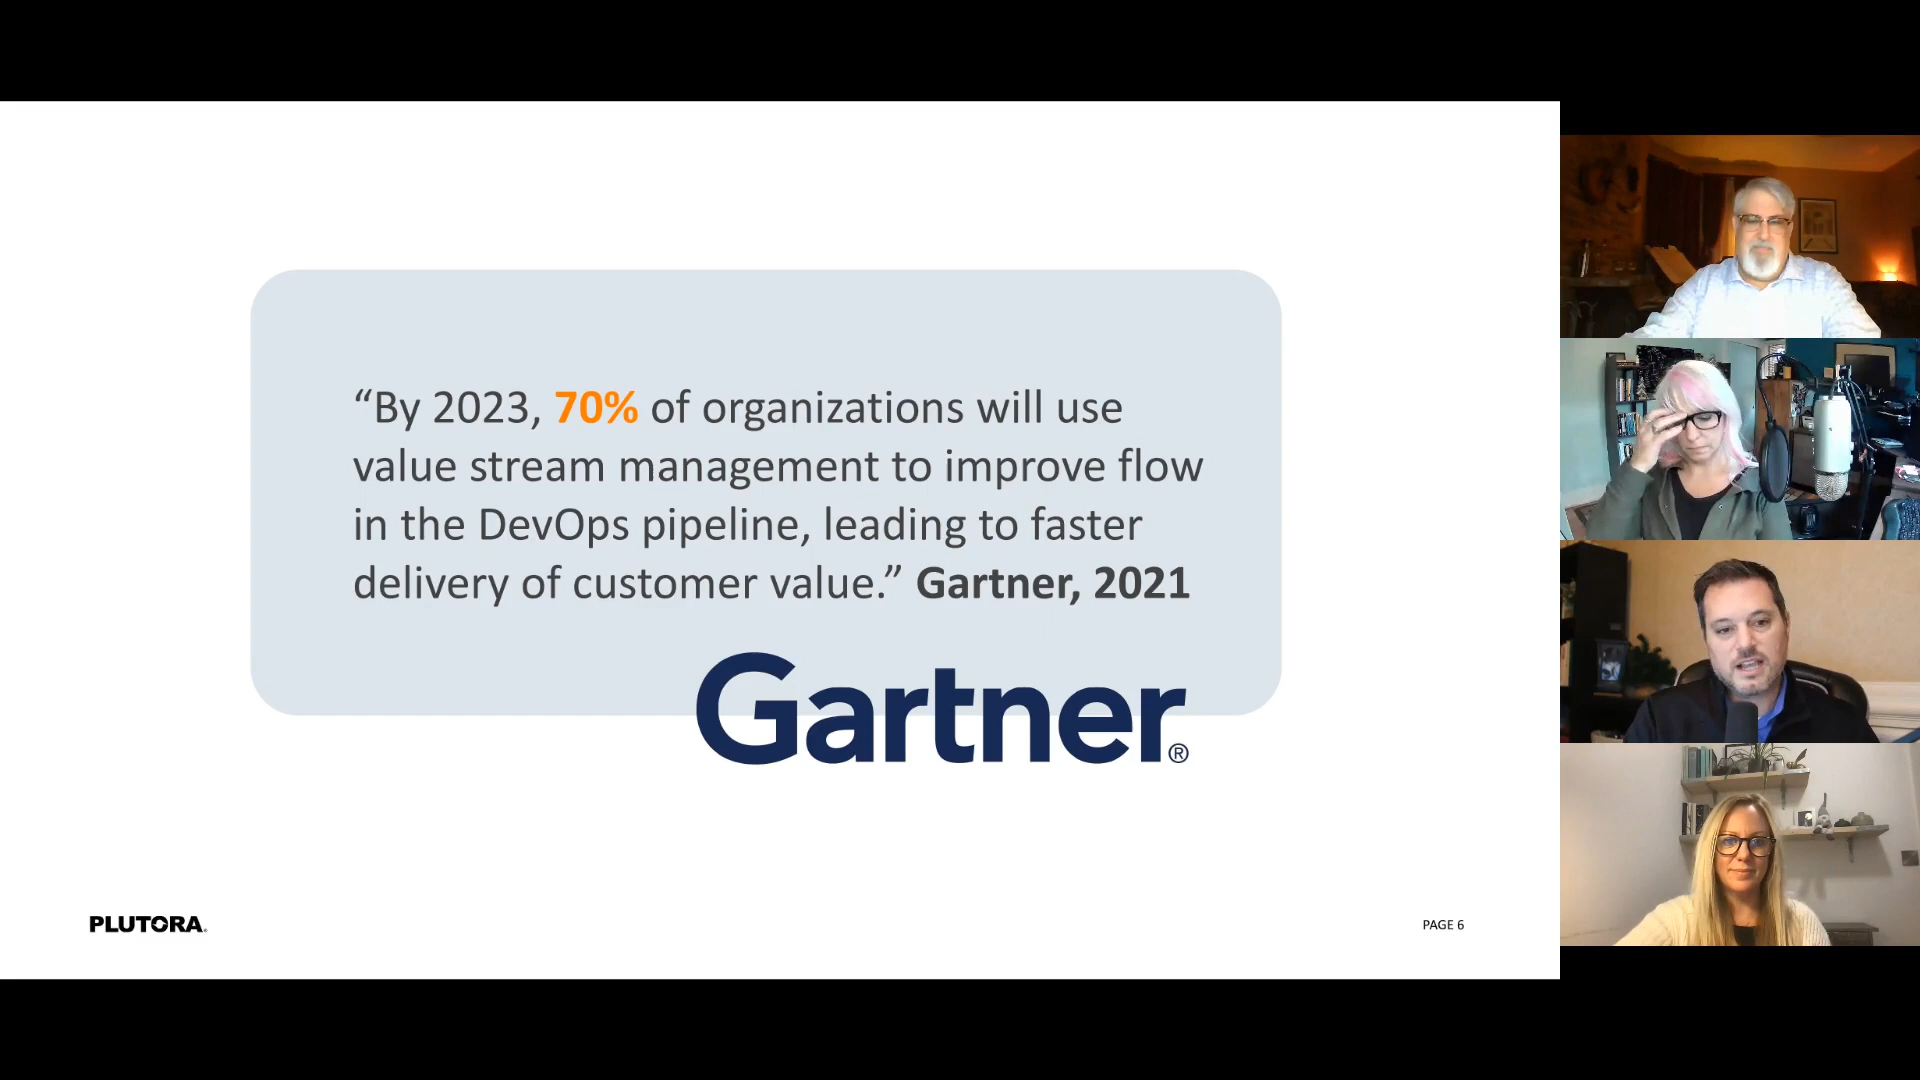 “By 2023, 70% of organizations will use
value stream management to improve flow
in the DevOps pipeline, leading to faster
delivery of customer value.” Gartner, 2021
Gartner®
PLUTORA
PAGE 6